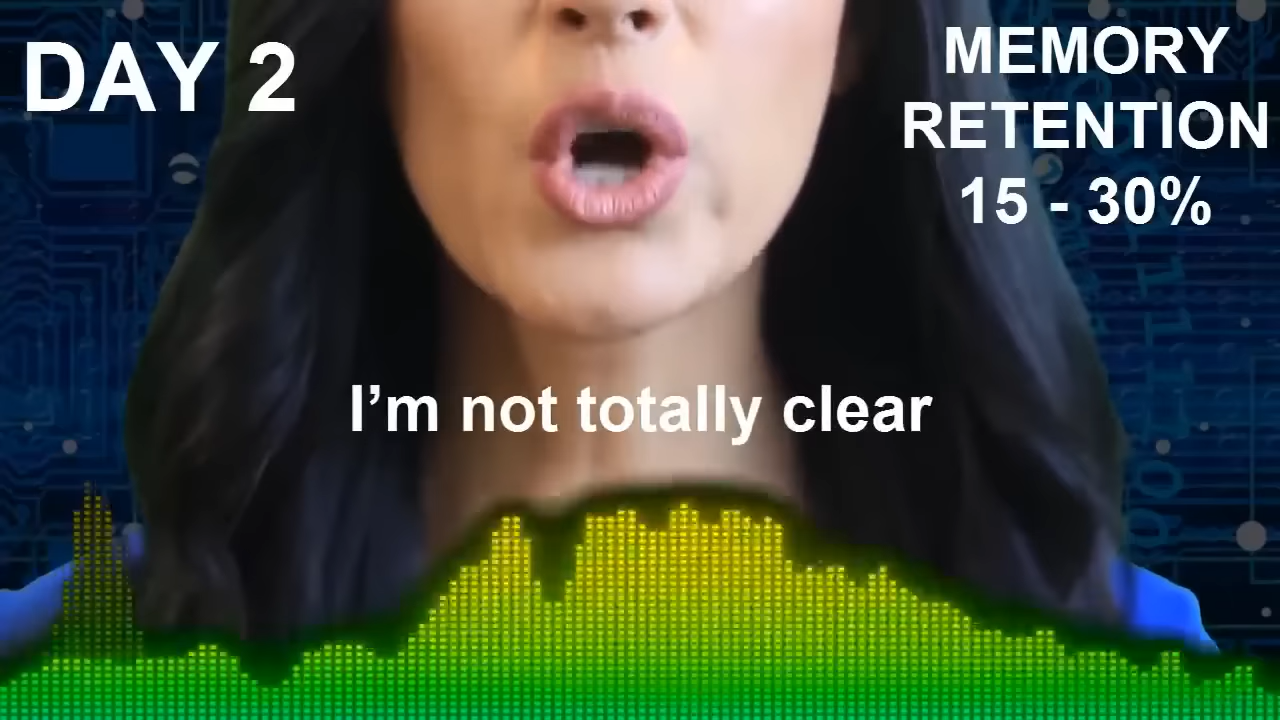 DAY 2
MEMORY
RETENTION
15 - 30%
I’m not totally clear